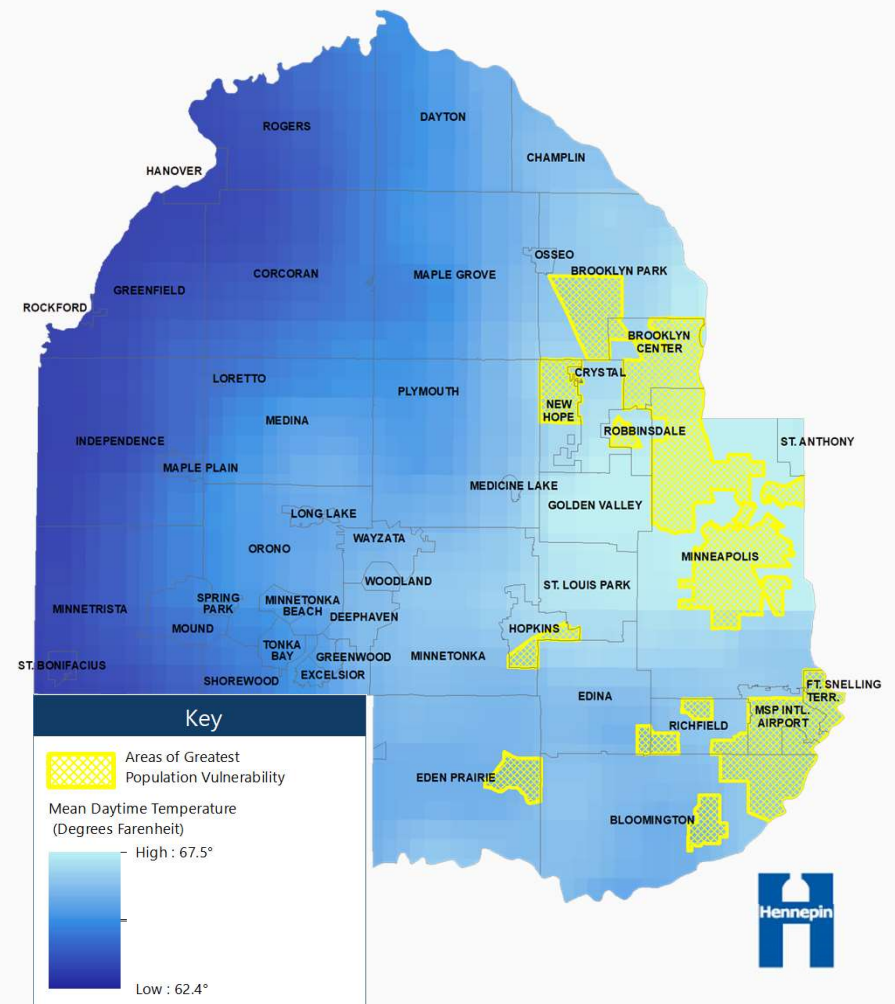 ROGERS
DAYTON
CHAMPLIN
HANOVER
OSSEO
BROOKLYN PARK
CORCORAN
MAPLE GROVE
GREENFIELD
ROCKFORD
BROOKLYN
CENTER
CRYSTAL
LORETTO
PLYMOUTH
NEW
HOPE
MEDINA
ROBBINSDALE
INDEPENDENCE
ST. ANTHONY
MAPLE PLAIN
MEDICINE LAKE
GOLDEN VALLEY
LONG LAKE
WAYZATA
ORONO
MINNEAPOLIS
WOODLAND
ST. LOUIS PARK
SPRING
PARK
MINNETONKA
BEACH
MINNETRISTA
DEEPHAVEN
MOUND
HOPKINS
TONKA
BAY
GREENWOOD
MINNETONKA
ST. BONIFACIUS
EXCELSIOR
SHOREWOOD
FT. SNELLING
TERR.
EDINA
MSP INTL.
AIRPORT
RICHFIELD
EDEN PRAIRIE
BLOOMINGTON
Key
Areas of Greatest
Population Vulnerability
Mean Daytime Temperature
(Degrees Farenheit)
High : 67.5°
Low : 62.4°
Hennepin